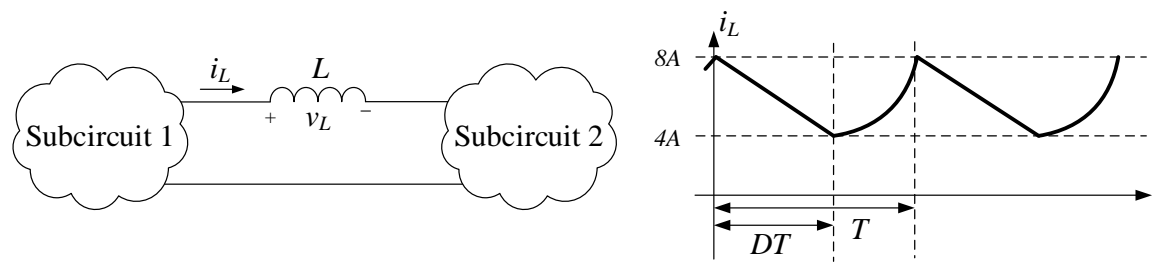 i_L
L
Subcircuit 1
+ v_L −
Subcircuit 2
i_L
8A
4A
T
DT